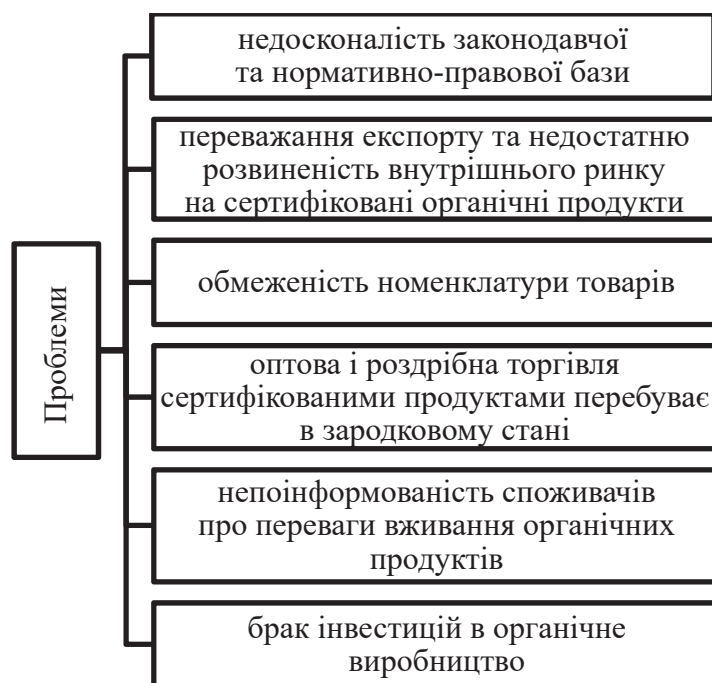 недосконалість законодавчої
та нормативно-правової бази
переважання експорту та недостатню
розвиненість внутрішнього ринку
на сертифіковані органічні продукти
обмеженість номенклатури товарів
Проблеми
оптова і роздрібна торгівля
сертифікованими продуктами перебуває
в зародковому стані
непоінформованість споживачів
про переваги вживання органічних
продуктів
брак інвестицій в органічне
виробництво